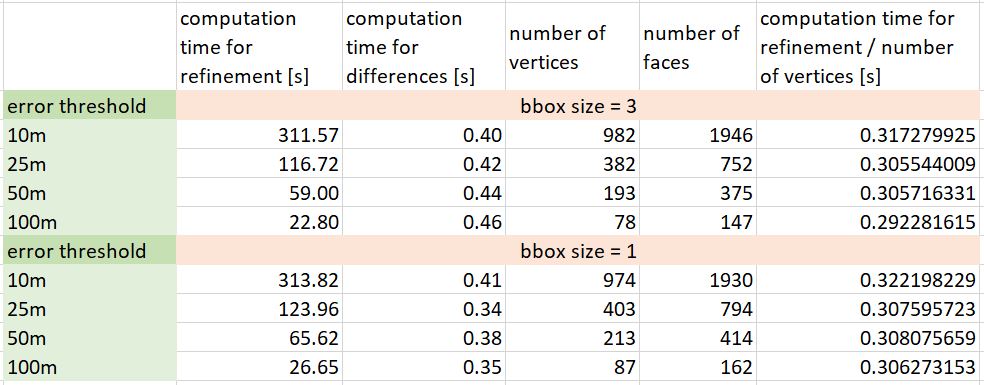 computation time for refinement [s] computation time for differences [s] number of vertices number of faces computation time for refinement / number of vertices [s]
error threshold bbox size = 3
10m 311.57 0.40 982 1946 0.317279925
25m 116.72 0.42 382 752 0.305544009
50m 59.00 0.44 193 375 0.305716331
100m 22.80 0.46 78 147 0.292281615
error threshold bbox size = 1
10m 313.82 0.41 974 1930 0.322198229
25m 123.96 0.34 403 794 0.307595723
50m 65.62 0.38 213 414 0.308075659
100m 26.65 0.35 87 162 0.306273153